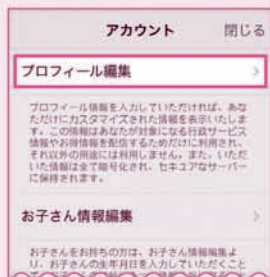 アカウント 閉じる
プロフィール編集
プロフィール情報を入力していただければ、あな
ただけにカスタマイズされた情報を表示いたしま
す。この情報はあなたが対象になる行政サービス
情報やお得情報を配信するためだけに利用され、
それ以外の用途には利用しません。また、いただ
いた情報は全て暗号化され、セキュアなサーバー
に保持されます。
お子さん情報編集
お子さんをお持ちの方は、お子さん情報編集よ
り、お子さんの生年月日を入力していただくこと